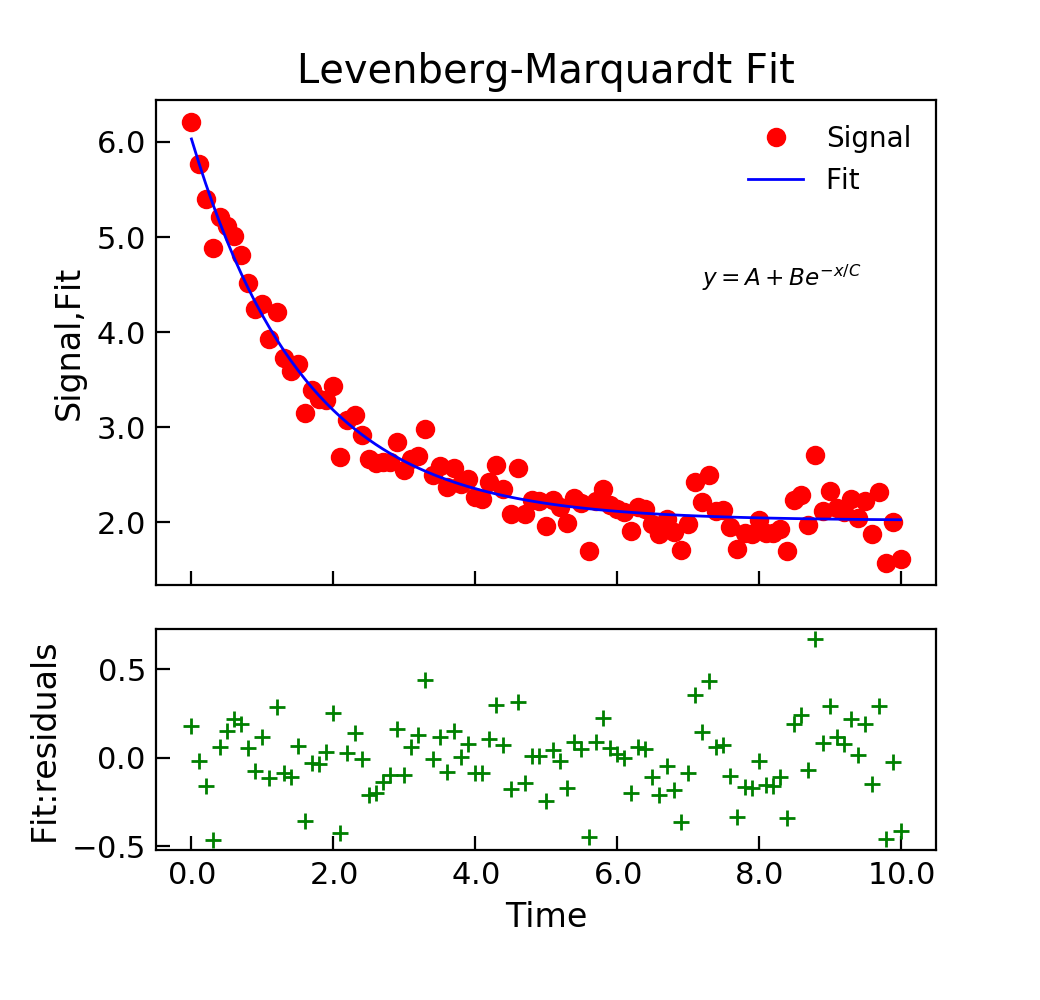 Levenberg-Marquardt Fit
6.0
5.0
4.0
3.0
2.0
Signal,Fit
Signal
Fit
y = A + Be^{-x/C}
0.5
0.0
−0.5
Fit:residuals
0.0 2.0 4.0 6.0 8.0 10.0
Time